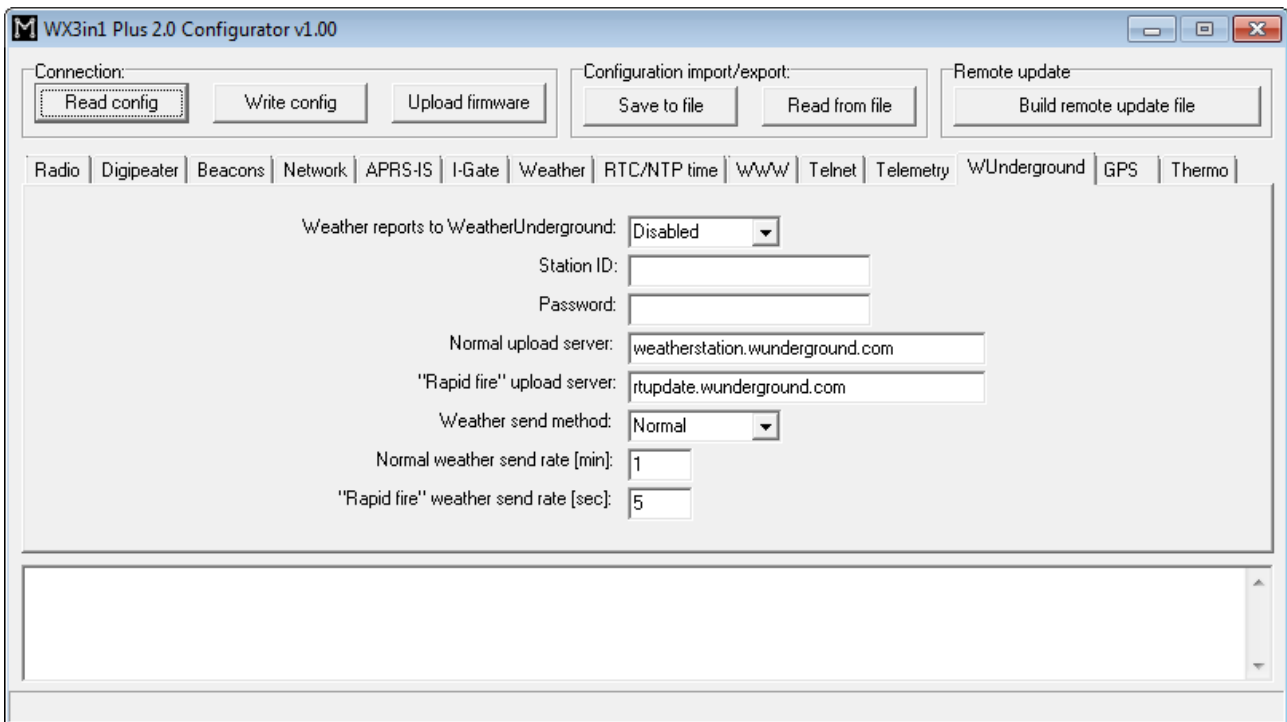 WX3in1 Plus 2.0 Configurator v1.00
Connection: Configuration import/export: Remote update
Read config Write config Upload firmware Save to file Read from file Build remote update file
Radio Digipeater Beacons Network APRS-IS I-Gate Weather RTC/NTP time WWW Telnet Telemetry WUnderground GPS Thermo
Weather reports to WeatherUnderground: Disabled
Station ID:
Password:
Normal upload server: weatherstation.wunderground.com
"Rapid fire" upload server: rtupdate.wunderground.com
Weather send method: Normal
Normal weather send rate [min]: 1
"Rapid fire" weather send rate [sec]: 5